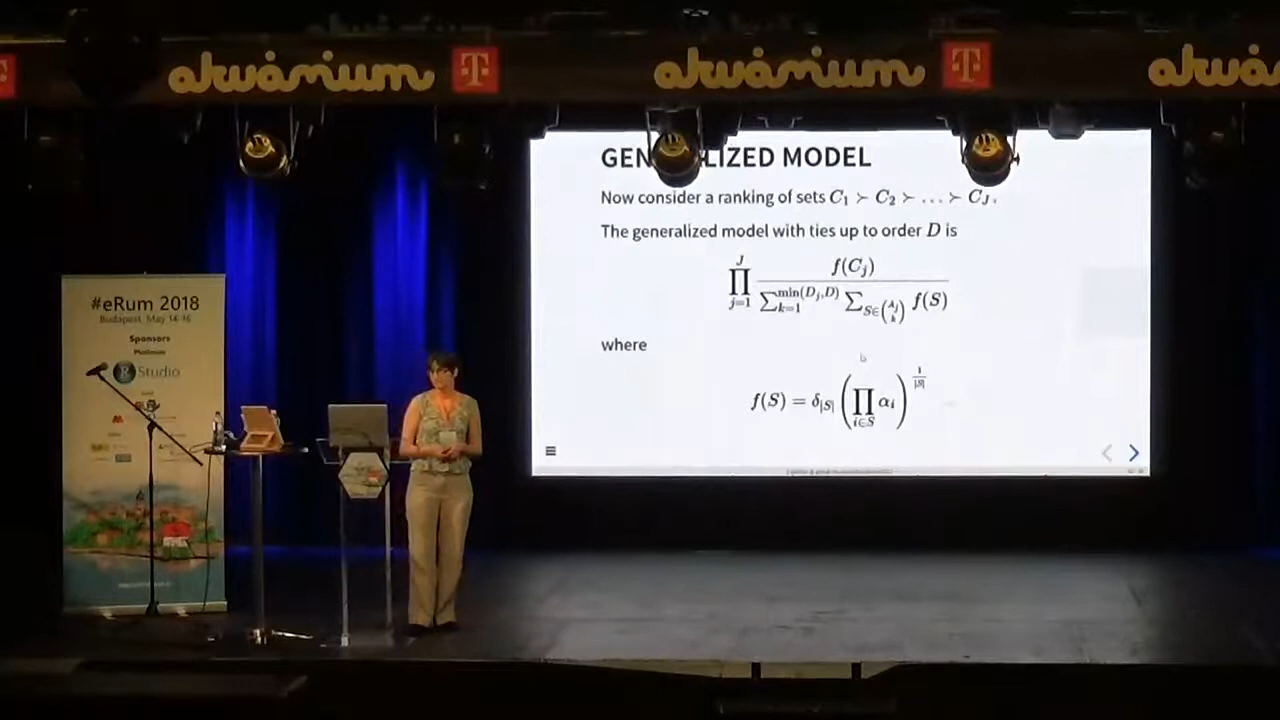 akvárium T
akvárium T
GENERALIZED MODEL
Now consider a ranking of sets C₁ ≻ C₂ ≻ … ≻ C_J.
The generalized model with ties up to order D is
∏_{j=1}^{J} f(C_j) / (∑_{k=1}^{min(D_j,D)} ∑_{S∈\binom{A_j}{k}} f(S))
where
f(S) = δ_{|S|} (∏_{i∈S} α_i)^{1/|S|}
#eRum 2018
Budapest, May 14-16
Sponsors
Platinum
R Studio